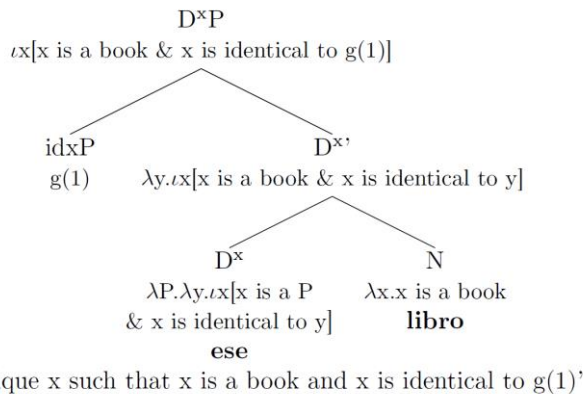 DˣP
ιx[x is a book & x is identical to g(1)]
idxP Dˣ'
g(1) λy.ιx[x is a book & x is identical to y]
Dˣ N
λP.λy.ιx[x is a P λx.x is a book
& x is identical to y] libro
ese
x such that x is a book and x is identical to g(1)'